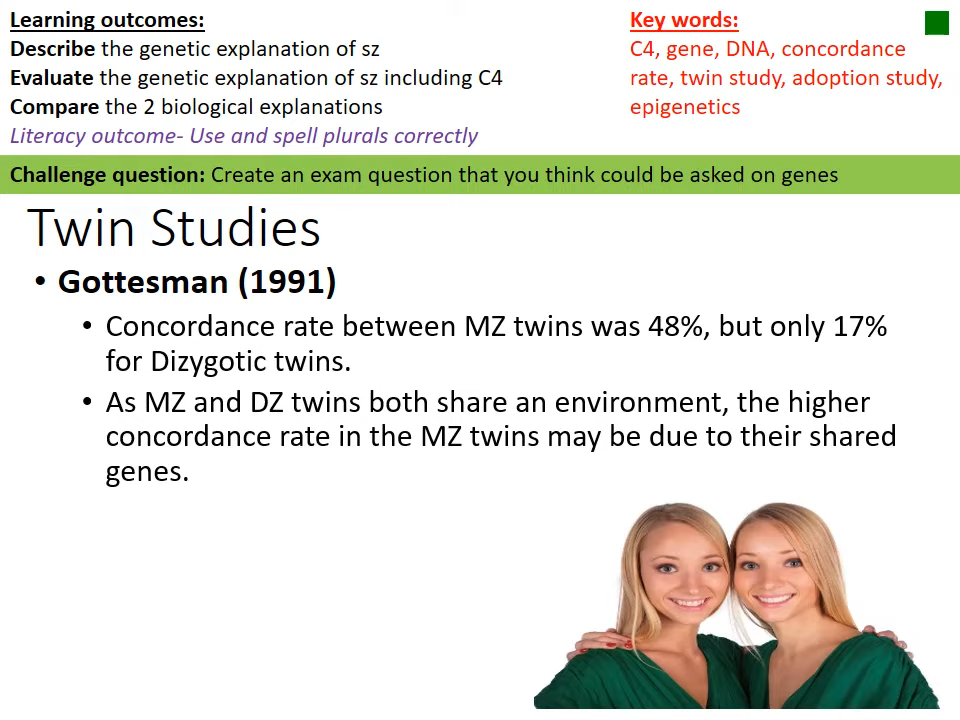 Learning outcomes:
Describe the genetic explanation of sz
Evaluate the genetic explanation of sz including C4
Compare the 2 biological explanations
Literacy outcome- Use and spell plurals correctly
Key words:
C4, gene, DNA, concordance
rate, twin study, adoption study,
epigenetics
Challenge question: Create an exam question that you think could be asked on genes
Twin Studies
• Gottesman (1991)
• Concordance rate between MZ twins was 48%, but only 17%
for Dizygotic twins.
• As MZ and DZ twins both share an environment, the higher
concordance rate in the MZ twins may be due to their shared
genes.